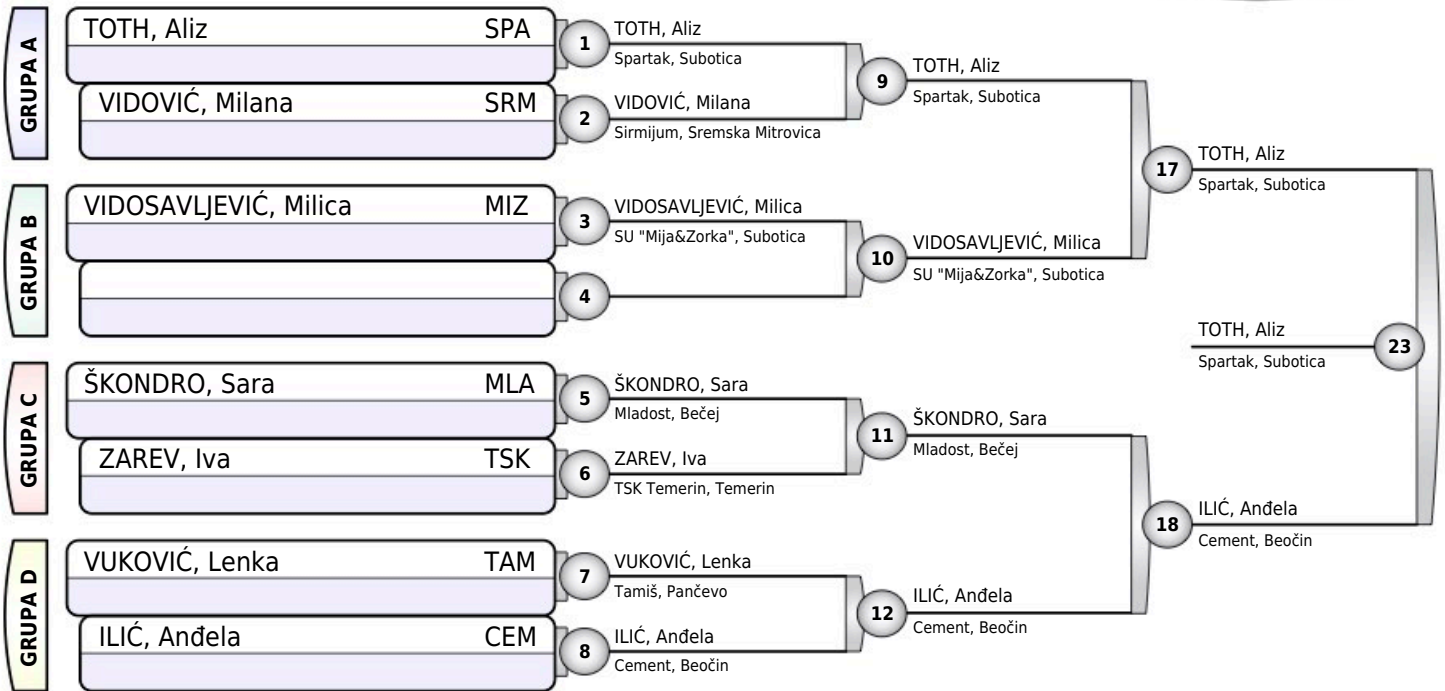 GRUPA A
TOTH, Aliz SPA
1
TOTH, Aliz
Spartak, Subotica
VIDOVIĆ, Milana SRM
2
VIDOVIĆ, Milana
Sirmijum, Sremska Mitrovica
9
TOTH, Aliz
Spartak, Subotica
GRUPA B
VIDOSAVLJEVIĆ, Milica MIZ
3
VIDOSAVLJEVIĆ, Milica
SU "Mija&Zorka", Subotica
4
10
VIDOSAVLJEVIĆ, Milica
SU "Mija&Zorka", Subotica
17
TOTH, Aliz
Spartak, Subotica
GRUPA C
ŠKONDRO, Sara MLA
5
ŠKONDRO, Sara
Mladost, Bečej
ZAREV, Iva TSK
6
ZAREV, Iva
TSK Temerin, Temerin
11
ŠKONDRO, Sara
Mladost, Bečej
GRUPA D
VUKOVIĆ, Lenka TAM
7
VUKOVIĆ, Lenka
Tamiš, Pančevo
ILIĆ, Anđela CEM
8
ILIĆ, Anđela
Cement, Beočin
12
ILIĆ, Anđela
Cement, Beočin
18
ILIĆ, Anđela
Cement, Beočin
TOTH, Aliz
Spartak, Subotica
23